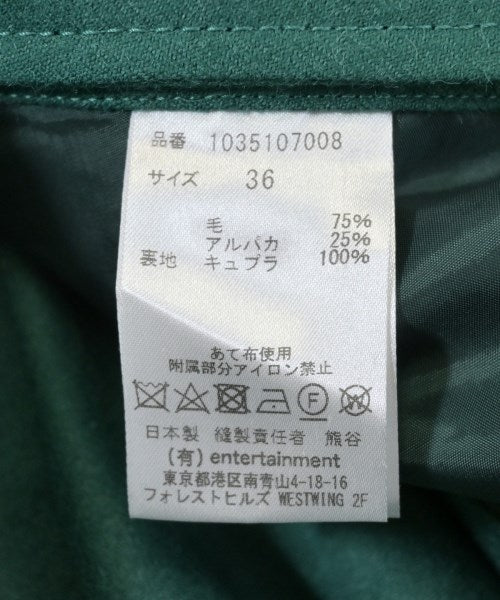 品番 1035107008
サイズ 36
毛 75%
アルパカ 25%
裏地 キュプラ 100%
あて布使用
附属部分アイロン禁止
日本製 縫製責任者 熊谷
(有) entertainment
東京都港区南青山4-18-16
フォレストヒルズ WESTWING 2F